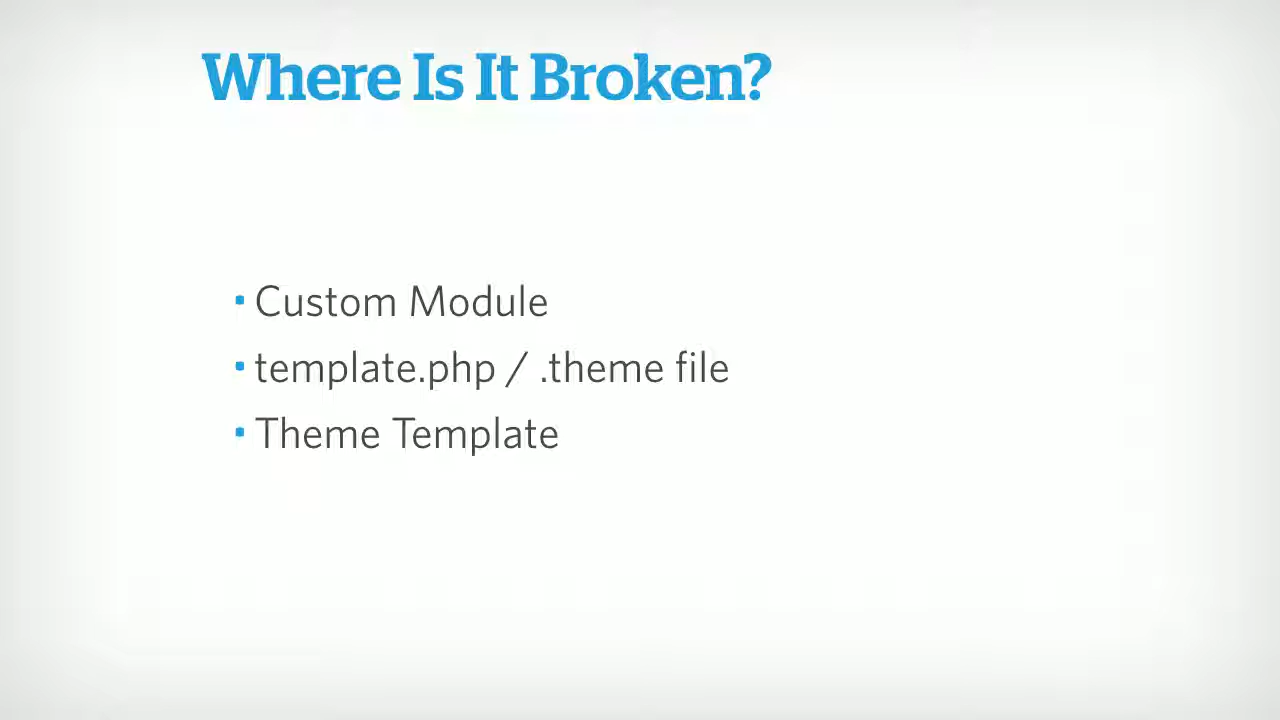 Where Is It Broken?
• Custom Module
• template.php / .theme file
• Theme Template